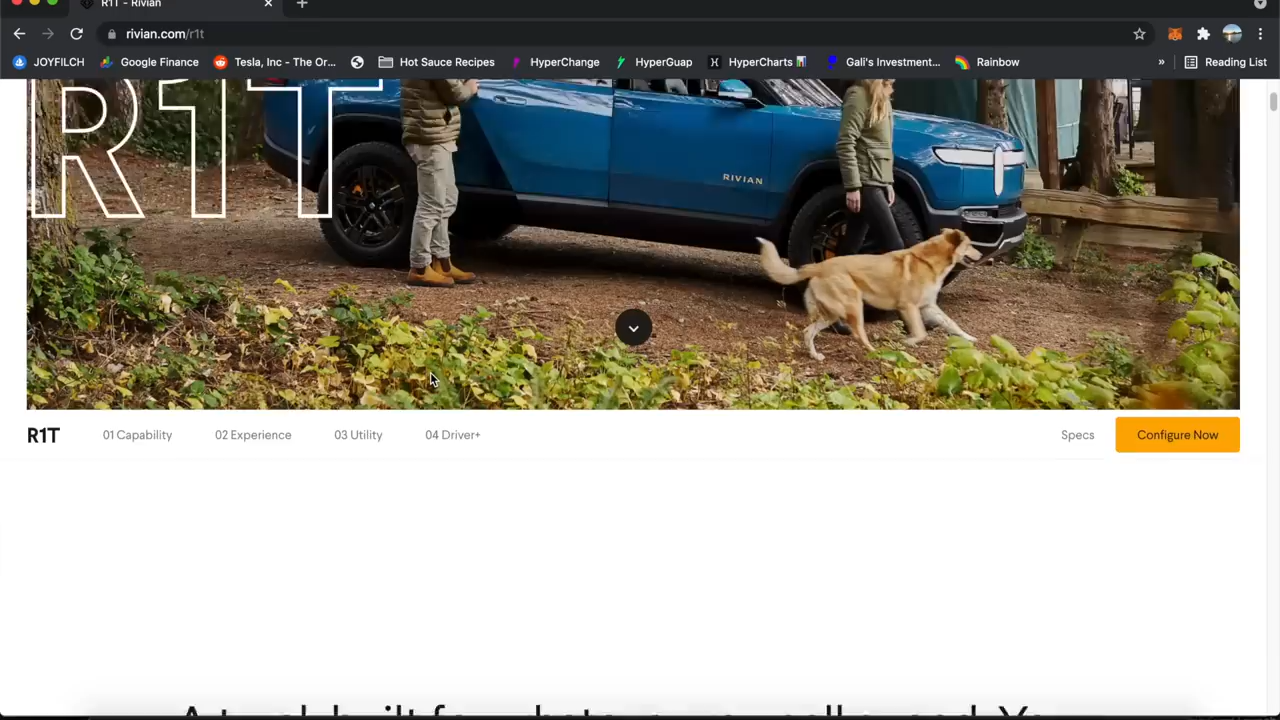 R1T - Rivian
rivian.com/r1t
JOYFILCH Google Finance Tesla, Inc - The Or... Hot Sauce Recipes HyperChange HyperGuap HyperCharts Gali's Investment... Rainbow » Reading List
R1T
RIVIAN
R1T 01 Capability 02 Experience 03 Utility 04 Driver+ Specs Configure Now